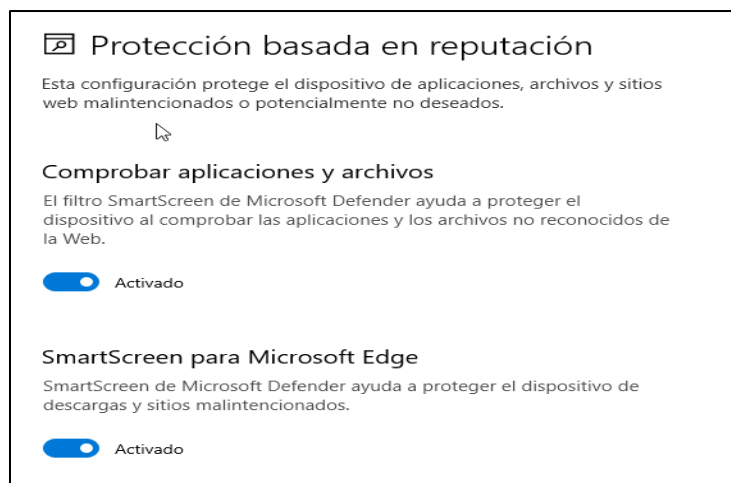 Protección basada en reputación
Esta configuración protege el dispositivo de aplicaciones, archivos y sitios
web malintencionados o potencialmente no deseados.
Comprobar aplicaciones y archivos
El filtro SmartScreen de Microsoft Defender ayuda a proteger el
dispositivo al comprobar las aplicaciones y los archivos no reconocidos de
la Web.
Activado
SmartScreen para Microsoft Edge
SmartScreen de Microsoft Defender ayuda a proteger el dispositivo de
descargas y sitios malintencionados.
Activado